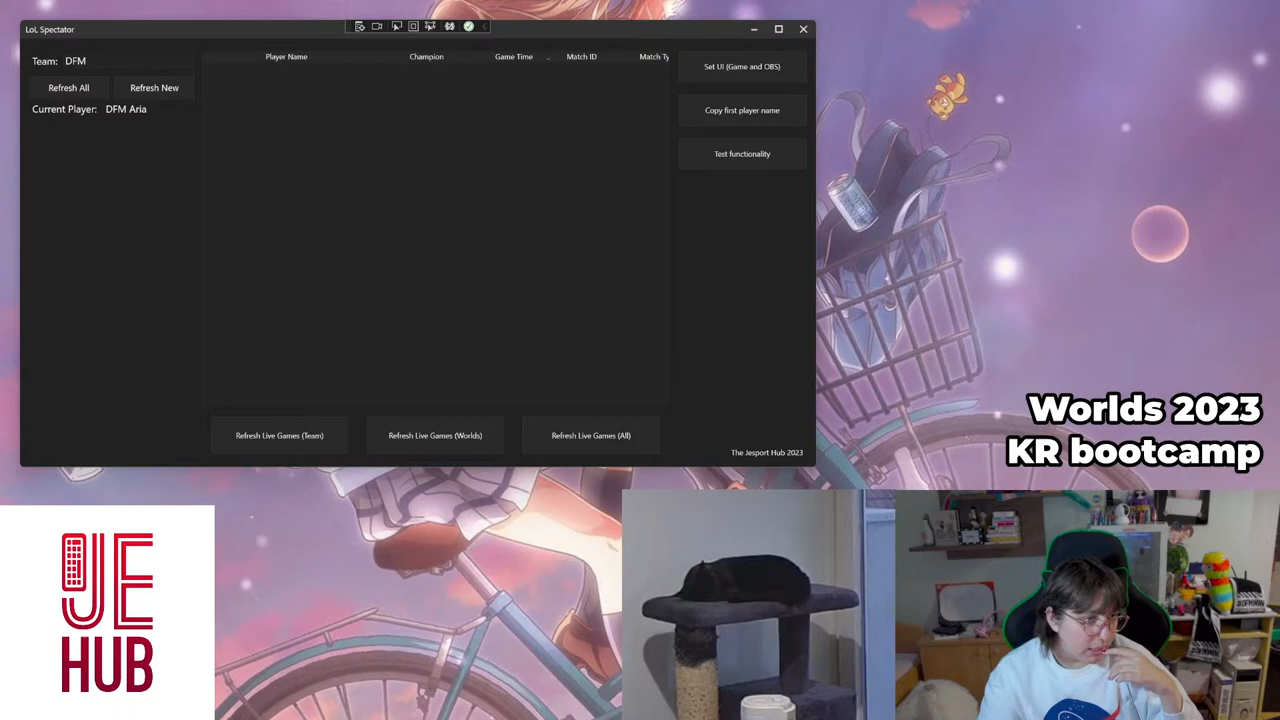 LoL Spectator
Team: DFM
Refresh All
Refresh New
Current Player: DFM Aria
Player Name
Champion
Game Time
..
Match ID
Match Ty
Set UI (Game and OBS)
Copy first player name
Test functionality
Refresh Live Games (Team)
Refresh Live Games (Worlds)
Refresh Live Games (All)
The Jesport Hub 2023
Worlds 2023
KR bootcamp
JE
HUB